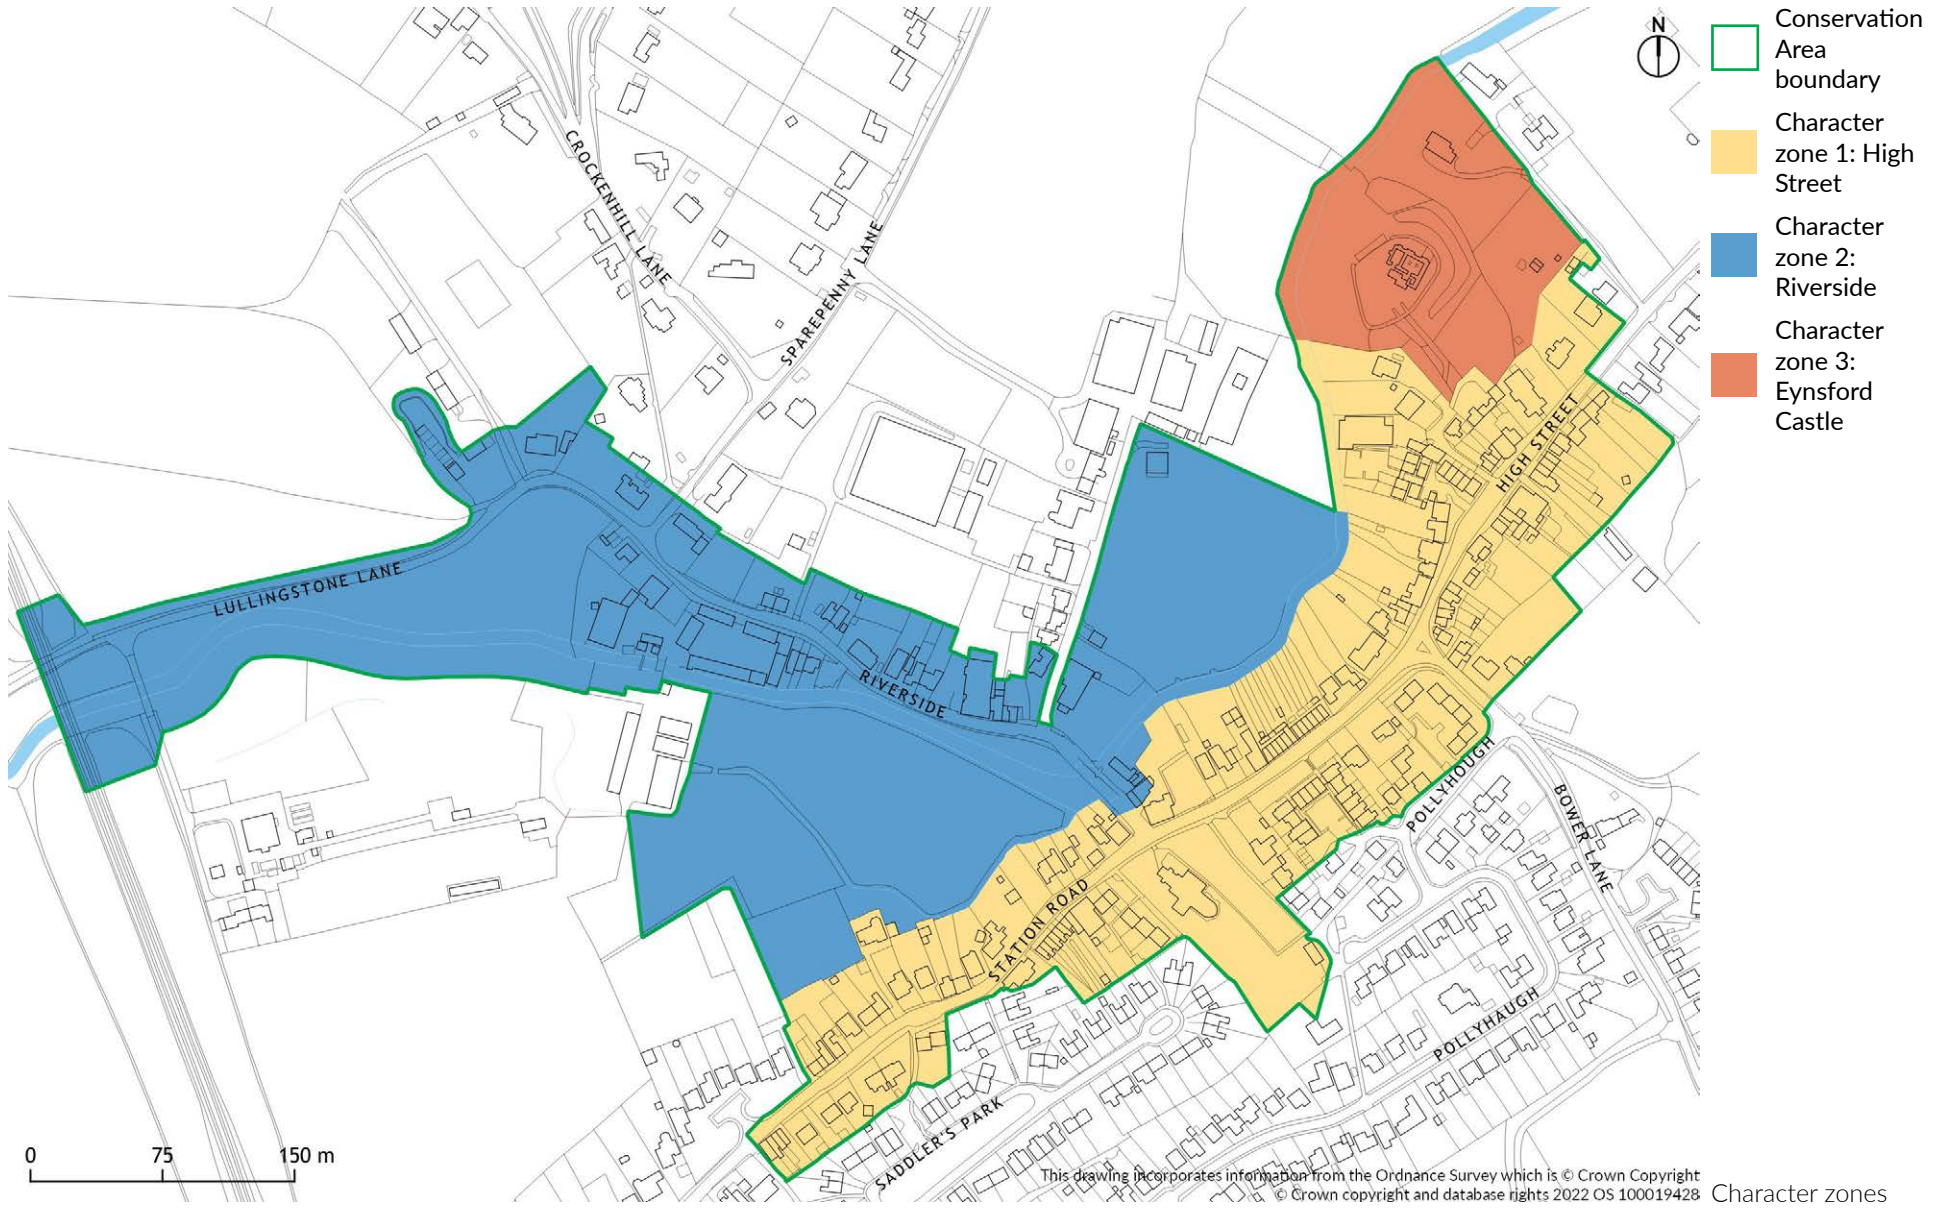 Conservation
Area
boundary
Character
zone 1: High
Street
Character
zone 2:
Riverside
Character
zone 3:
Eynsford
Castle
N
CROCKENHILL LANE
SPAREPENNY LANE
HIGH STREET
LULLINGSTONE LANE
RIVERSIDE
POLLYHOUGH
BOWER LANE
STATION ROAD
POLLYHAUGH
SADDLER'S PARK
0 75 150 m
This drawing incorporates information from the Ordnance Survey which is © Crown Copyright
© Crown copyright and database rights 2022 OS 100019428
Character zones